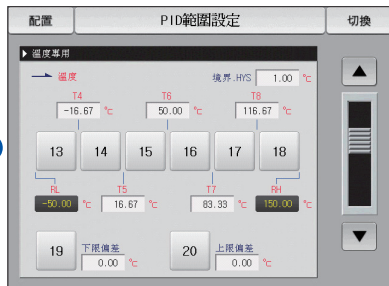 配置 PID範圍設定 切換
▶ 溫度專用
溫度 境界.HYS 1.00 ℃
T4 T6 T8
-16.67 ℃ 50.00 ℃ 116.67 ℃
13 14 15 16 17 18
RL T5 T7 RH
-50.00 ℃ 16.67 ℃ 83.33 ℃ 150.00 ℃
19 下限偏差 0.00 ℃ 20 上限偏差 0.00 ℃